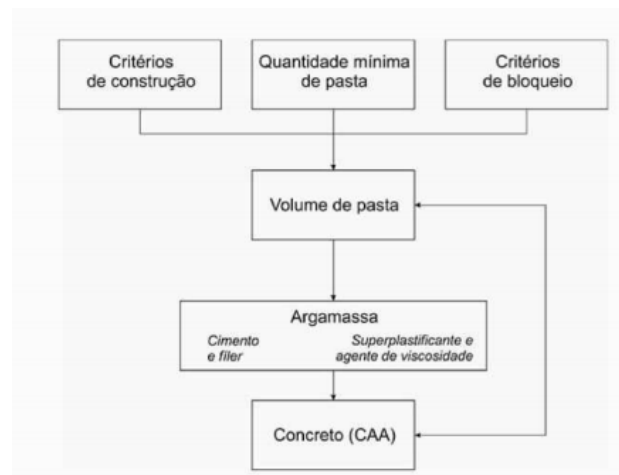 Critérios
de construção
Quantidade mínima
de pasta
Critérios
de bloqueio
Volume de pasta
Argamassa
Cimento
e fíler
Superplastificante e
agente de viscosidade
Concreto (CAA)